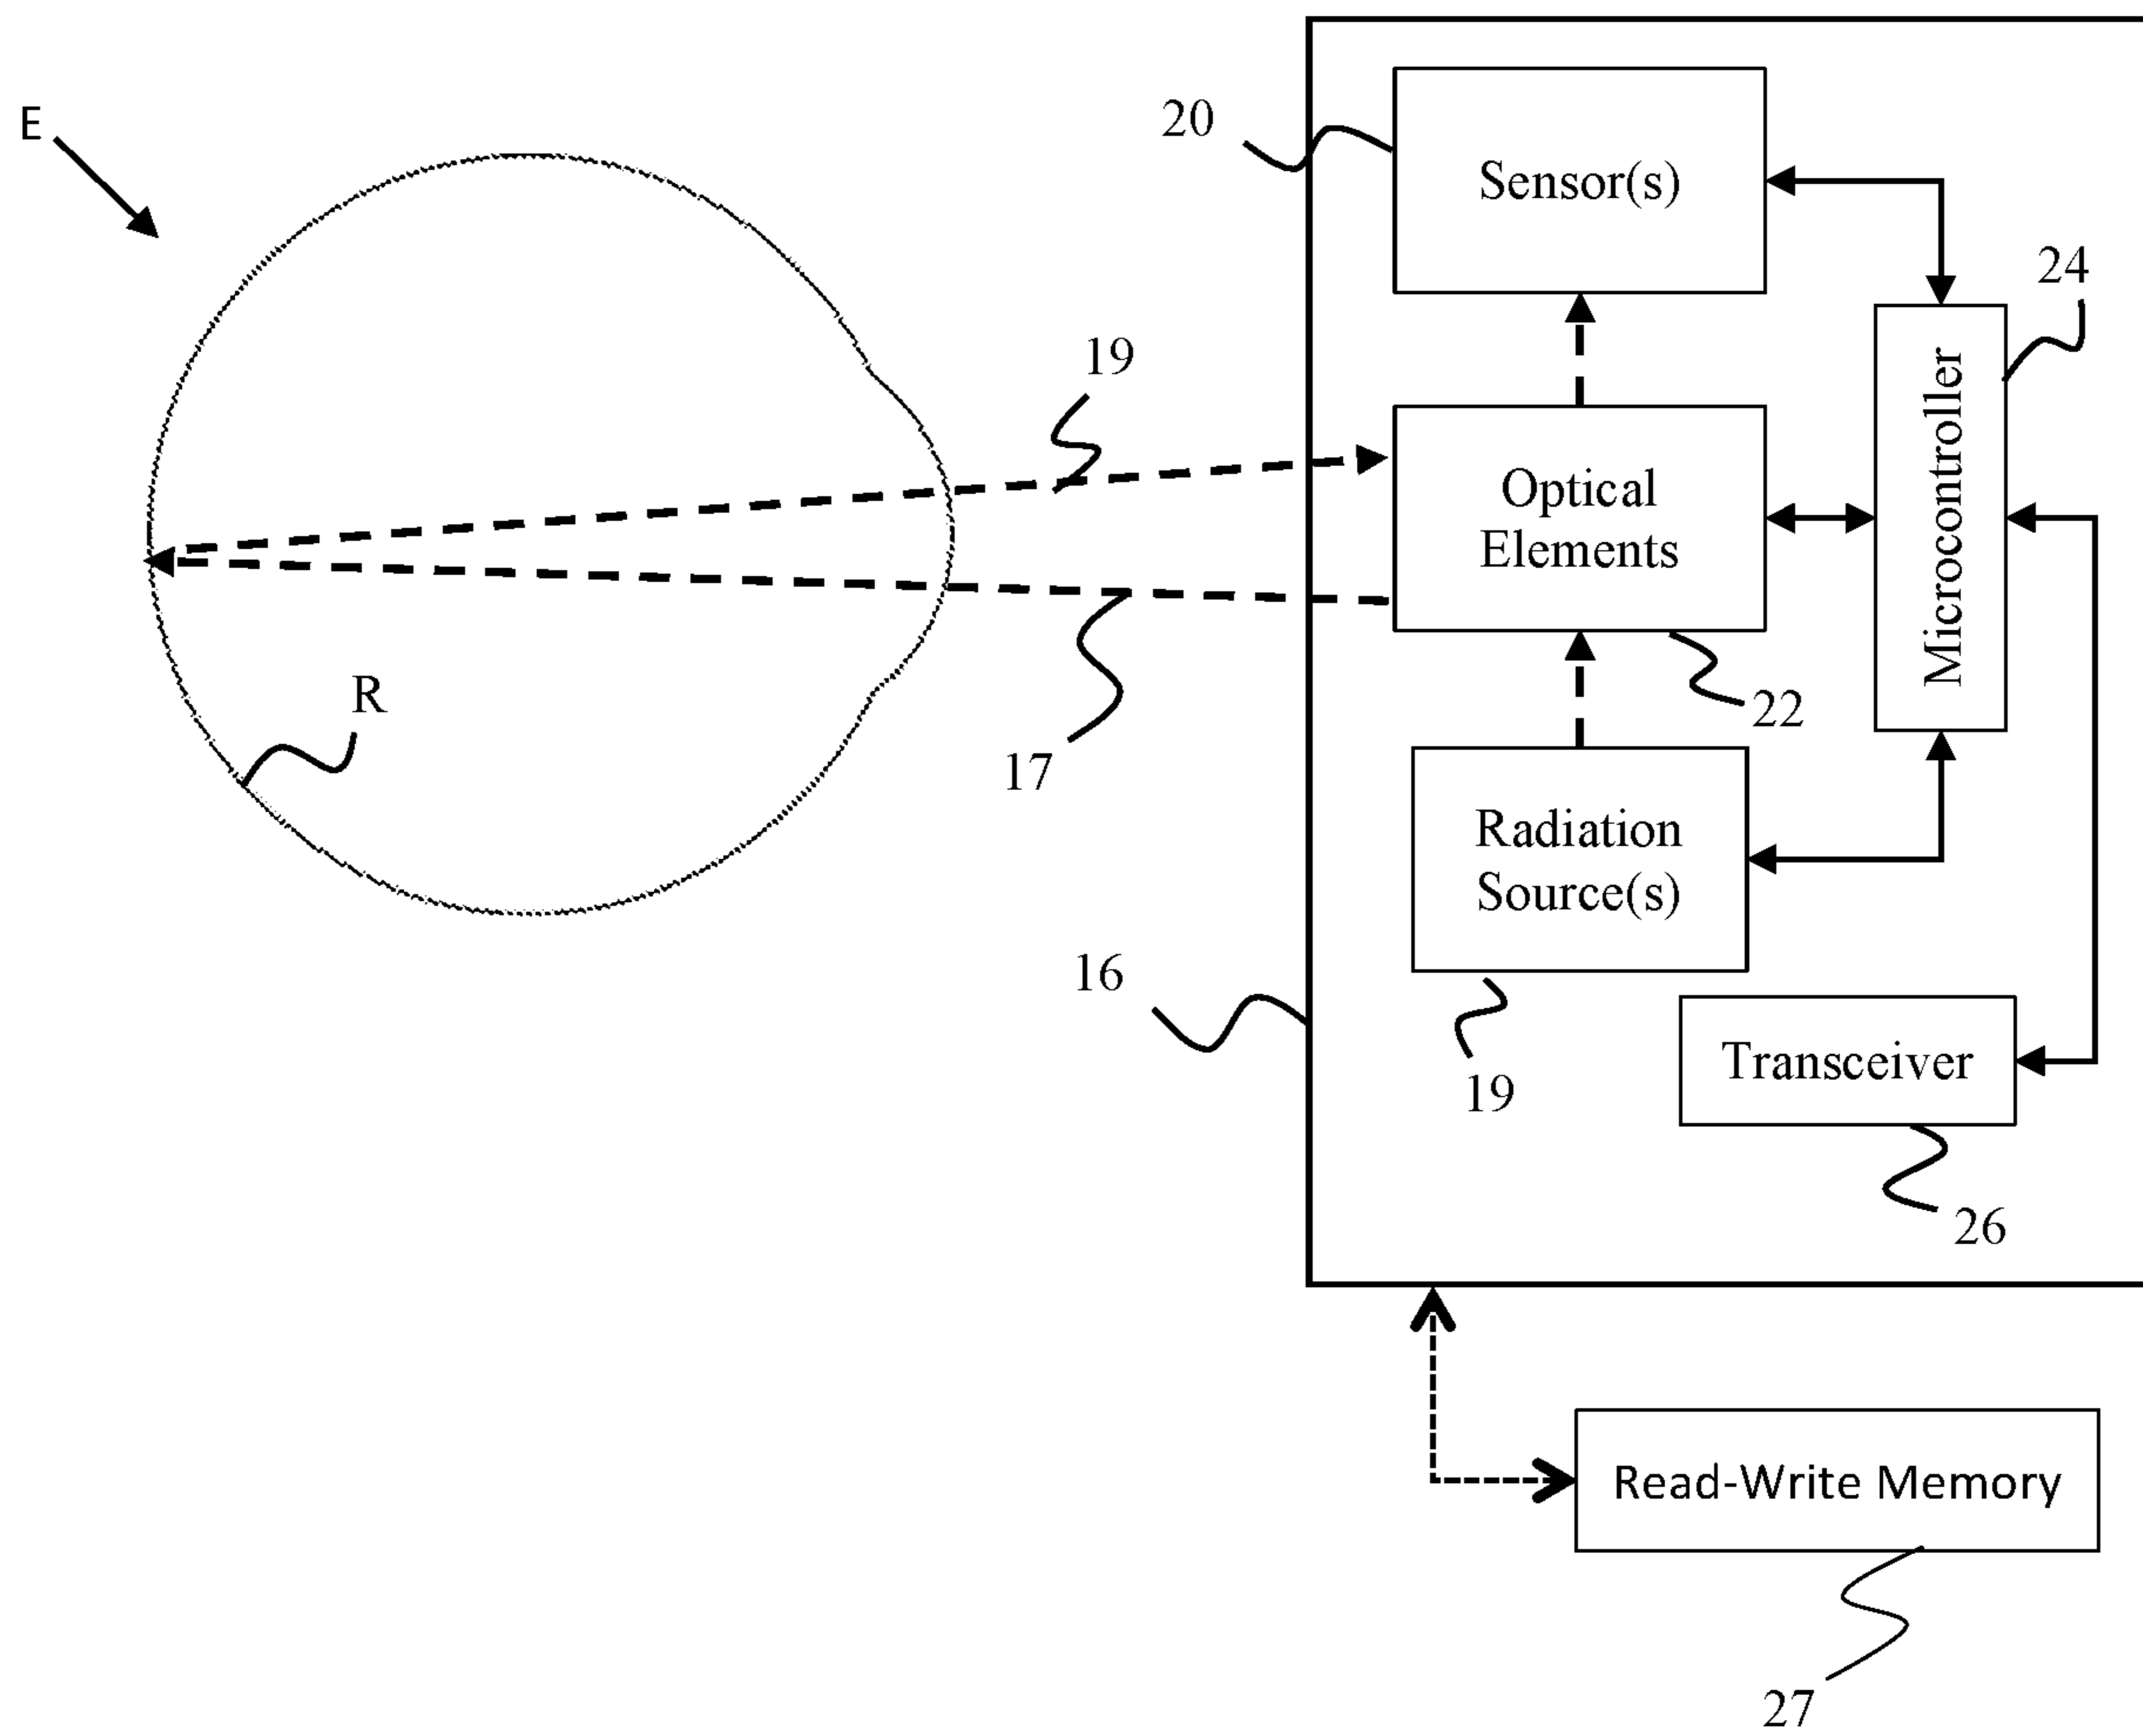 E
20
Sensor(s)
24
19
Microcontroller
Optical
Elements
R
22
17
Radiation
Source(s)
16
Transceiver
19
26
Read-Write Memory
27